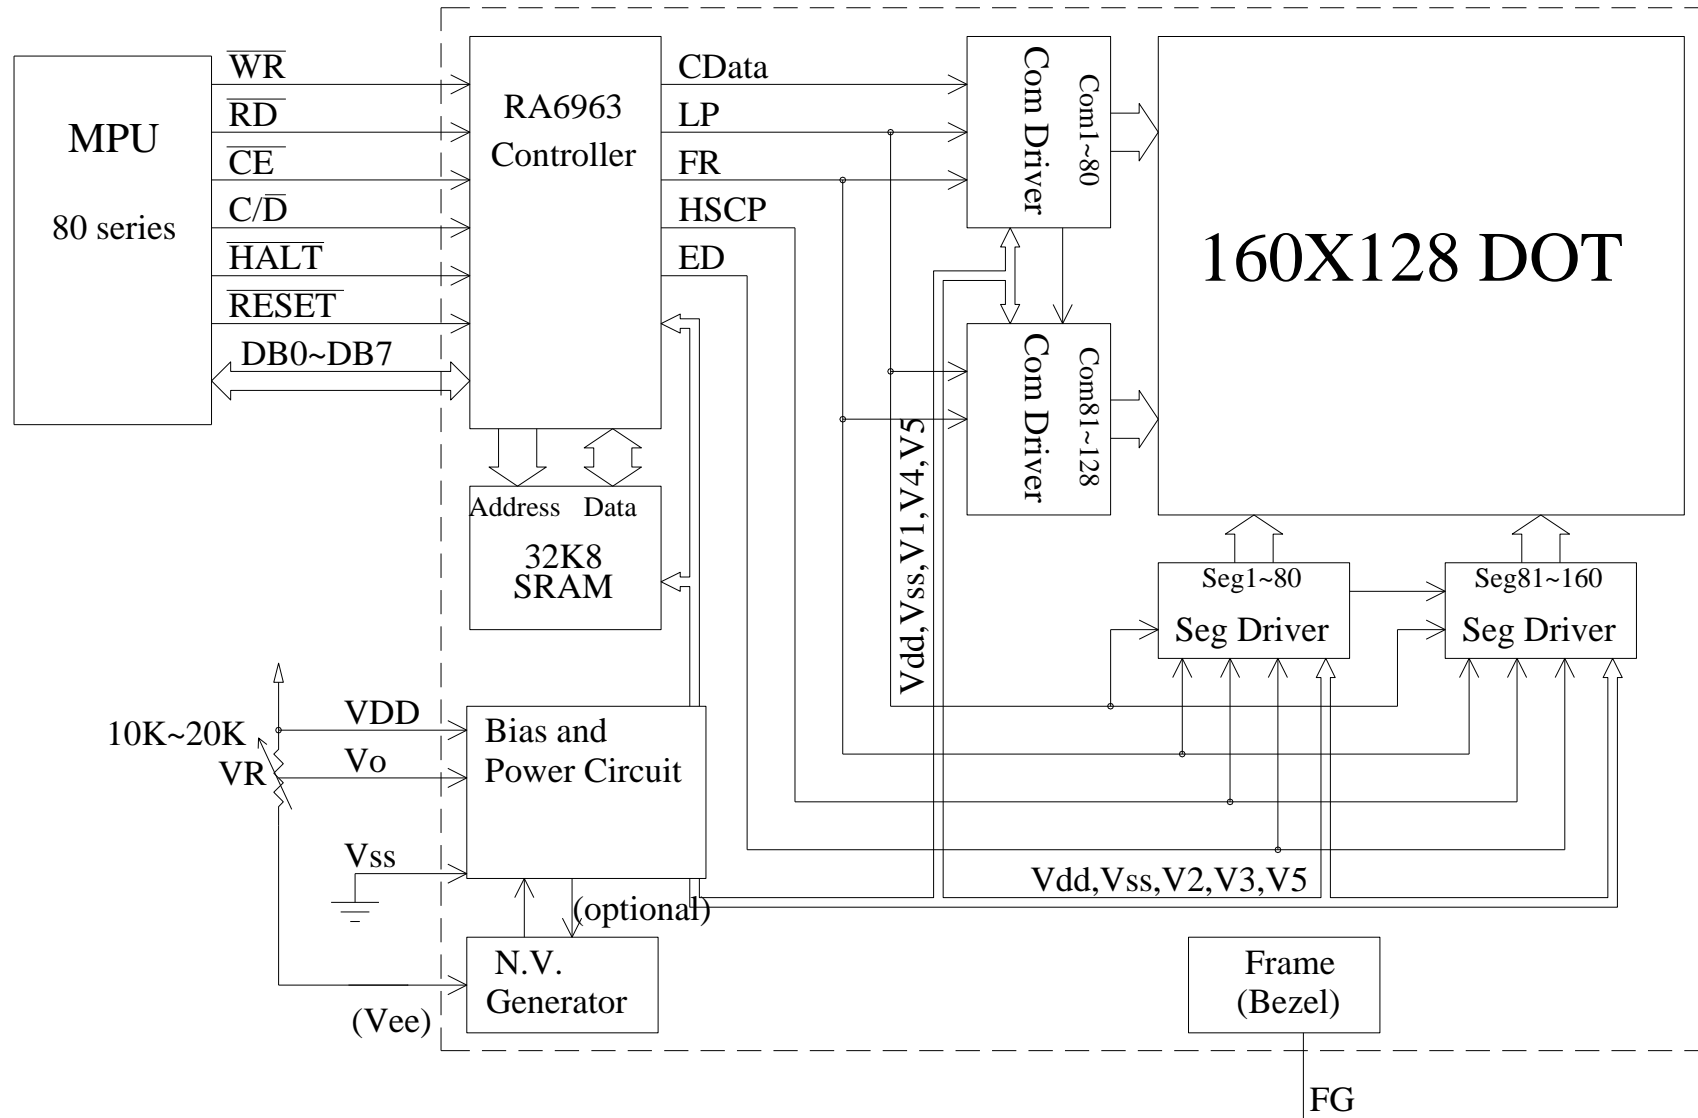 MPU
80 series
WR
RD
CE
C/D
HALT
RESET
DB0~DB7
RA6963
Controller
CData
LP
FR
HSCP
ED
Com Driver
Com1~80
Com Driver
Com81~128
160X128 DOT
Address Data
32K8
SRAM
Vdd,Vss,V1,V4,V5
Seg1~80
Seg Driver
Seg81~160
Seg Driver
10K~20K
VR
VDD
Vo
Vss
Bias and
Power Circuit
Vdd,Vss,V2,V3,V5
(optional)
N.V.
Generator
(Vee)
Frame
(Bezel)
FG